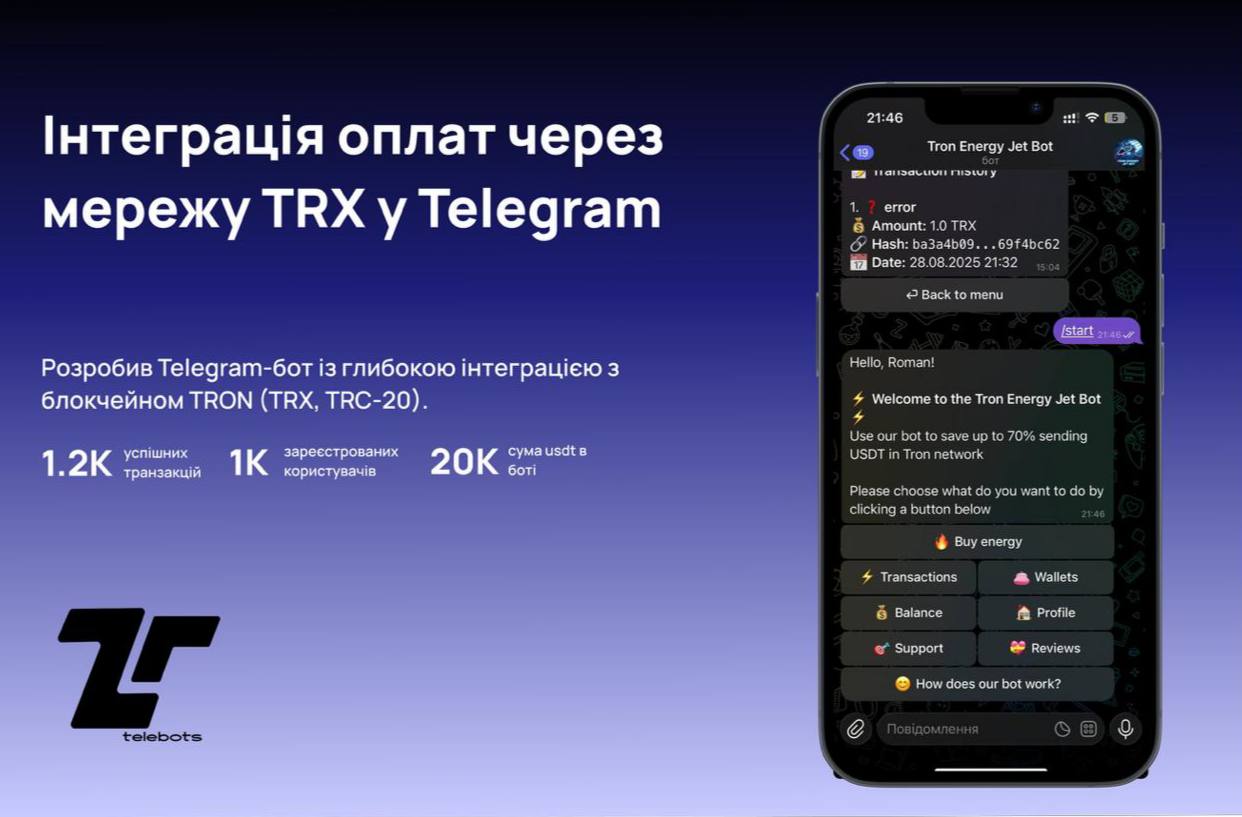 Інтеграція оплат через
мережу TRX у Telegram
Розробив Telegram-бот із глибокою інтеграцією з
блокчейном TRON (TRX, TRC-20).
1.2K успішних
транзакцій
1K зареєстрованих
користувачів
20K сума usdt в
боті
telebots
21:46
5
19
Tron Energy Jet Bot
бот
Transaction History
1. ❓ error
💰 Amount: 1.0 TRX
🔗 Hash: ba3a4b09...69f4bc62
📅 Date: 28.08.2025 21:32 15:04
↩ Back to menu
/start 21:46
Hello, Roman!
⚡ Welcome to the Tron Energy Jet Bot
⚡
Use our bot to save up to 70% sending
USDT in Tron network
Please choose what do you want to do by
clicking a button below 21:46
🔥 Buy energy
⚡ Transactions
👛 Wallets
💰 Balance
🏠 Profile
🎯 Support
💝 Reviews
😊 How does our bot work?
Повідомлення